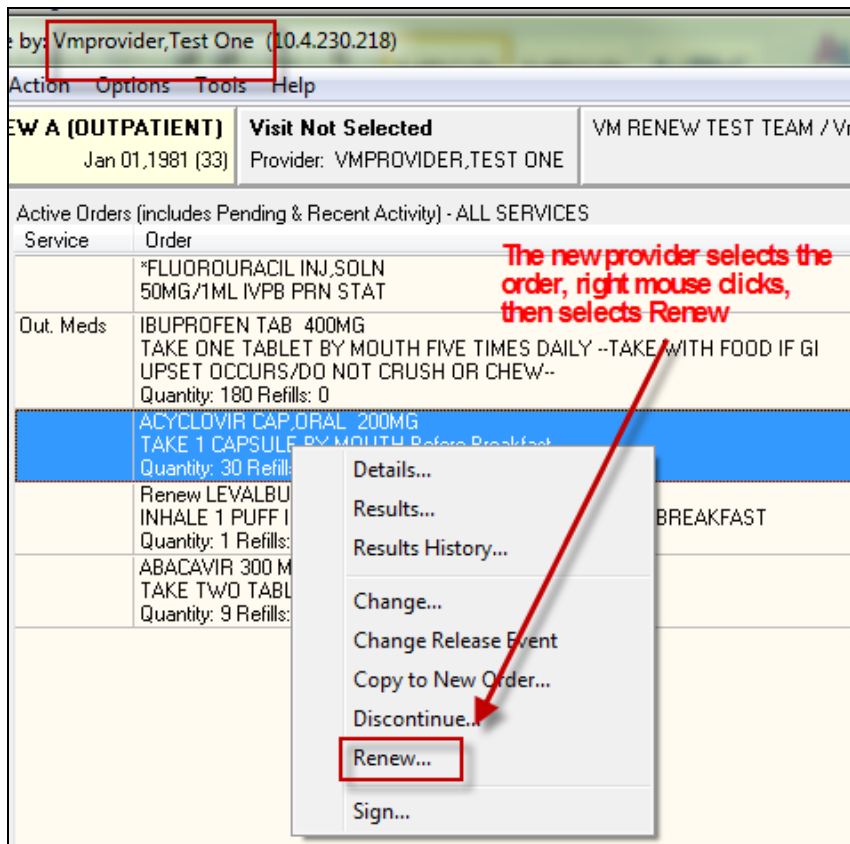 e by: Vmprovider,Test One (10.4.230.218)
Action Options Tools Help
EW A (OUTPATIENT) Visit Not Selected VM RENEW TEST TEAM / Vr
Jan 01,1981 (33) Provider: VMPROVIDER,TEST ONE
Active Orders (includes Pending & Recent Activity) - ALL SERVICES
Service Order
*FLUOROURACIL INJ,SOLN
50MG/1ML IVPB PRN STAT
The new provider selects the
order, right mouse clicks,
then selects Renew
Out. Meds IBUPROFEN TAB 400MG
TAKE ONE TABLET BY MOUTH FIVE TIMES DAILY --TAKE WITH FOOD IF GI
UPSET OCCURS/DO NOT CRUSH OR CHEW--
Quantity: 180 Refills: 0
ACYCLOVIR CAP,ORAL 200MG
TAKE 1 CAPSULE BY MOUTH Before Breakfast
Quantity: 30 Refill
Renew LEVALBU
INHALE 1 PUFF I BREAKFAST
Quantity: 1 Refills:
ABACAVIR 300 M
TAKE TWO TABL
Quantity: 9 Refills:
Details...
Results...
Results History...
Change...
Change Release Event
Copy to New Order...
Discontinue...
Renew...
Sign...